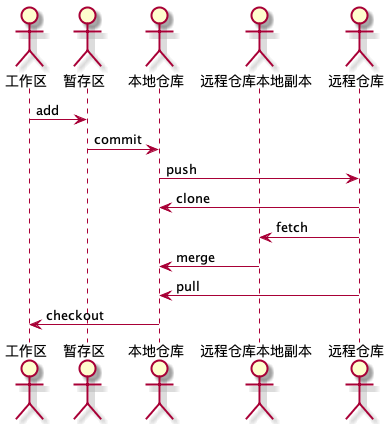 工作区 暂存区 本地仓库 远程仓库本地副本 远程仓库
add
commit
push
clone
fetch
merge
pull
checkout
工作区 暂存区 本地仓库 远程仓库本地副本 远程仓库